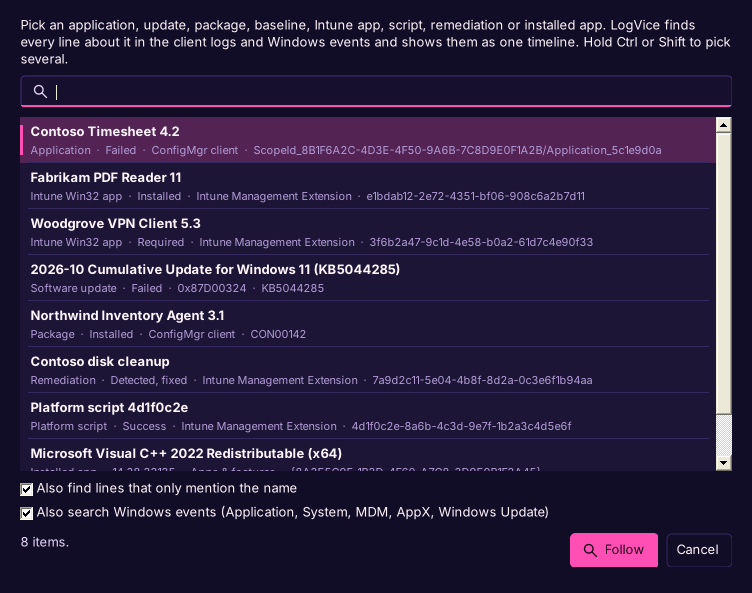 Pick an application, update, package, baseline, Intune app, script, remediation or installed app. LogVice finds
every line about it in the client logs and Windows events and shows them as one timeline. Hold Ctrl or Shift to pick
several.
Contoso Timesheet 4.2
Application · Failed · ConfigMgr client · ScopeId_8B1F6A2C-4D3E-4F50-9A6B-7C8D9E0F1A2B/Application_5c1e9d0a
Fabrikam PDF Reader 11
Intune Win32 app · Installed · Intune Management Extension · e1bdab12-2e72-4351-bf06-908c6a2b7d11
Woodgrove VPN Client 5.3
Intune Win32 app · Required · Intune Management Extension · 3f6b2a47-9c1d-4e58-b0a2-61d7c4e90f33
2026-10 Cumulative Update for Windows 11 (KB5044285)
Software update · Failed · 0x87D00324 · KB5044285
Northwind Inventory Agent 3.1
Package · Installed · ConfigMgr client · CON00142
Contoso disk cleanup
Remediation · Detected, fixed · Intune Management Extension · 7a9d2c11-5e04-4b8f-8d2a-0c3e6f1b94aa
Platform script 4d1f0c2e
Platform script · Success · Intune Management Extension · 4d1f0c2e-8a6b-4c3d-9e7f-1b2a3c4d5e6f
Microsoft Visual C++ 2022 Redistributable (x64)
Also find lines that only mention the name
Also search Windows events (Application, System, MDM, AppX, Windows Update)
8 items.
Follow
Cancel